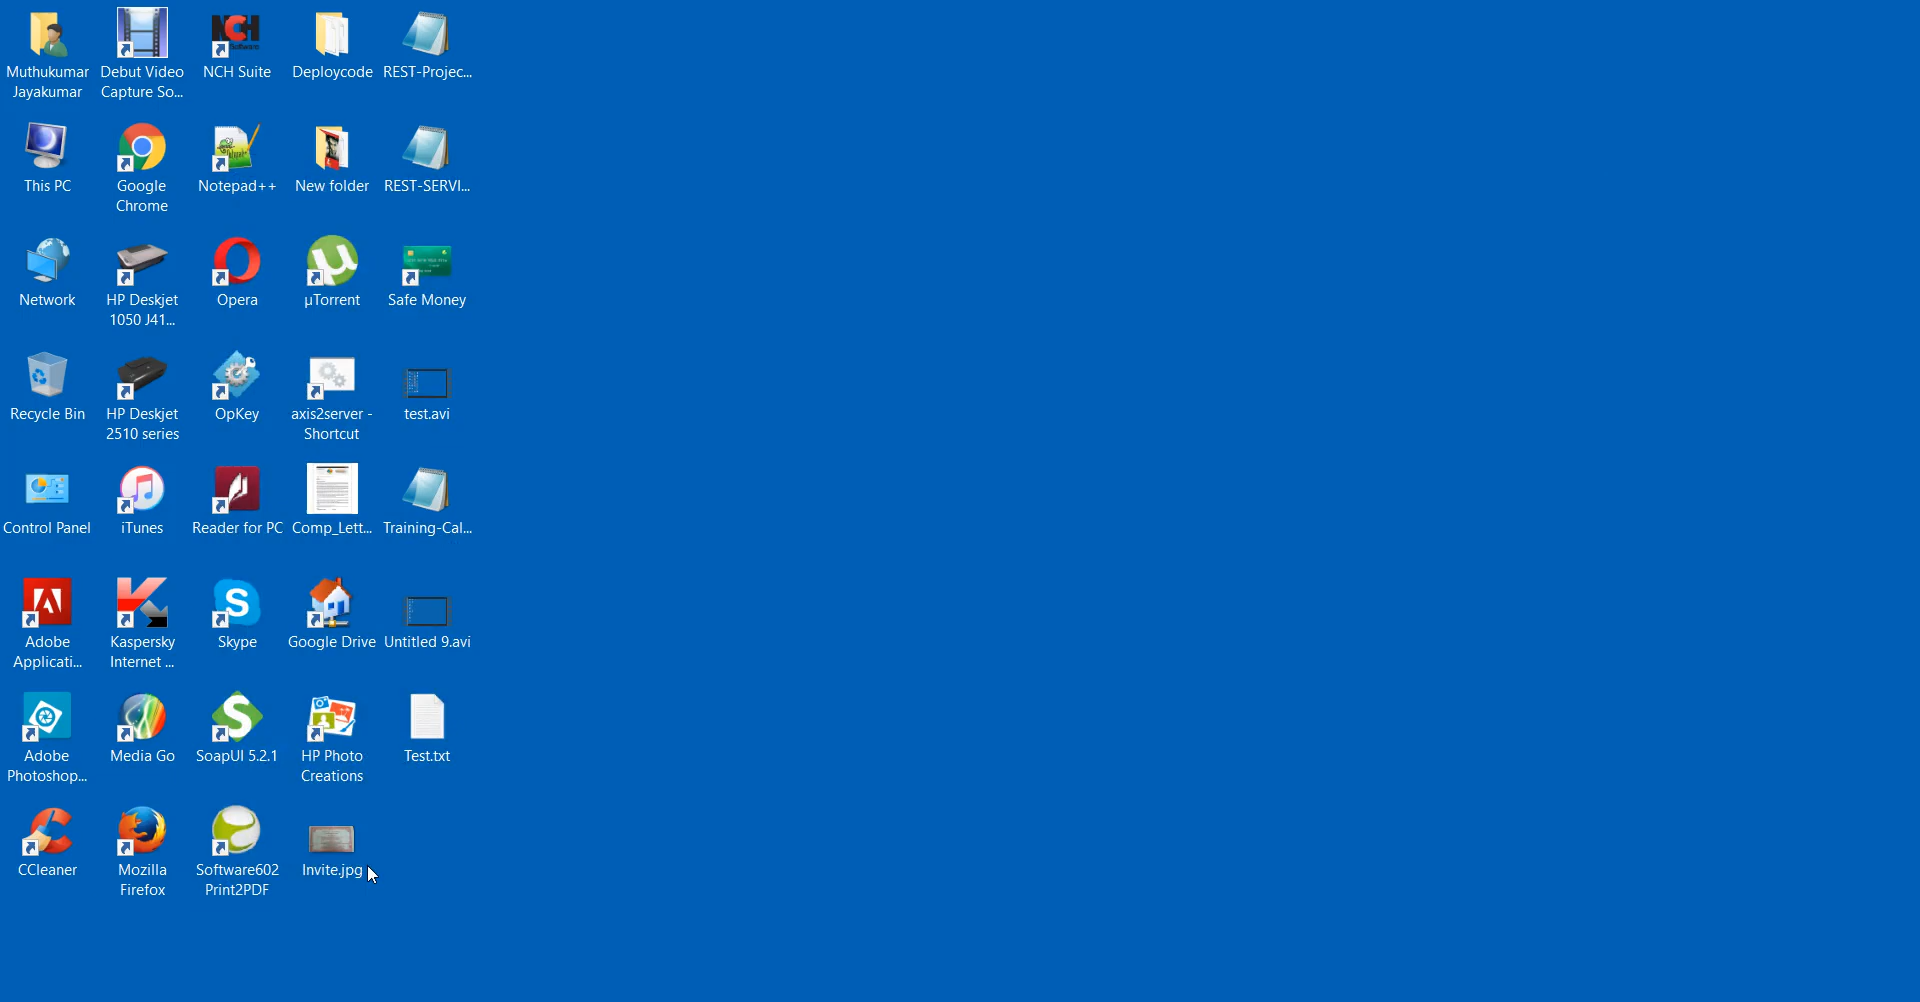 Muthukumar
Jayakumar
Debut Video
Capture So...
NCH Suite
Deploycode
REST-Projec...
This PC
Google
Chrome
Notepad++
New folder
REST-SERVI...
Network
HP Deskjet
1050 J41...
Opera
µTorrent
Safe Money
Recycle Bin
HP Deskjet
2510 series
OpKey
axis2server -
Shortcut
test.avi
Control Panel
iTunes
Reader for PC
Comp_Lett...
Training-Cal...
Adobe
Applicati...
Kaspersky
Internet ...
Skype
Google Drive
Untitled 9.avi
Adobe
Photoshop...
Media Go
SoapUI 5.2.1
HP Photo
Creations
Test.txt
CCleaner
Mozilla
Firefox
Software602
Print2PDF
Invite.jpg